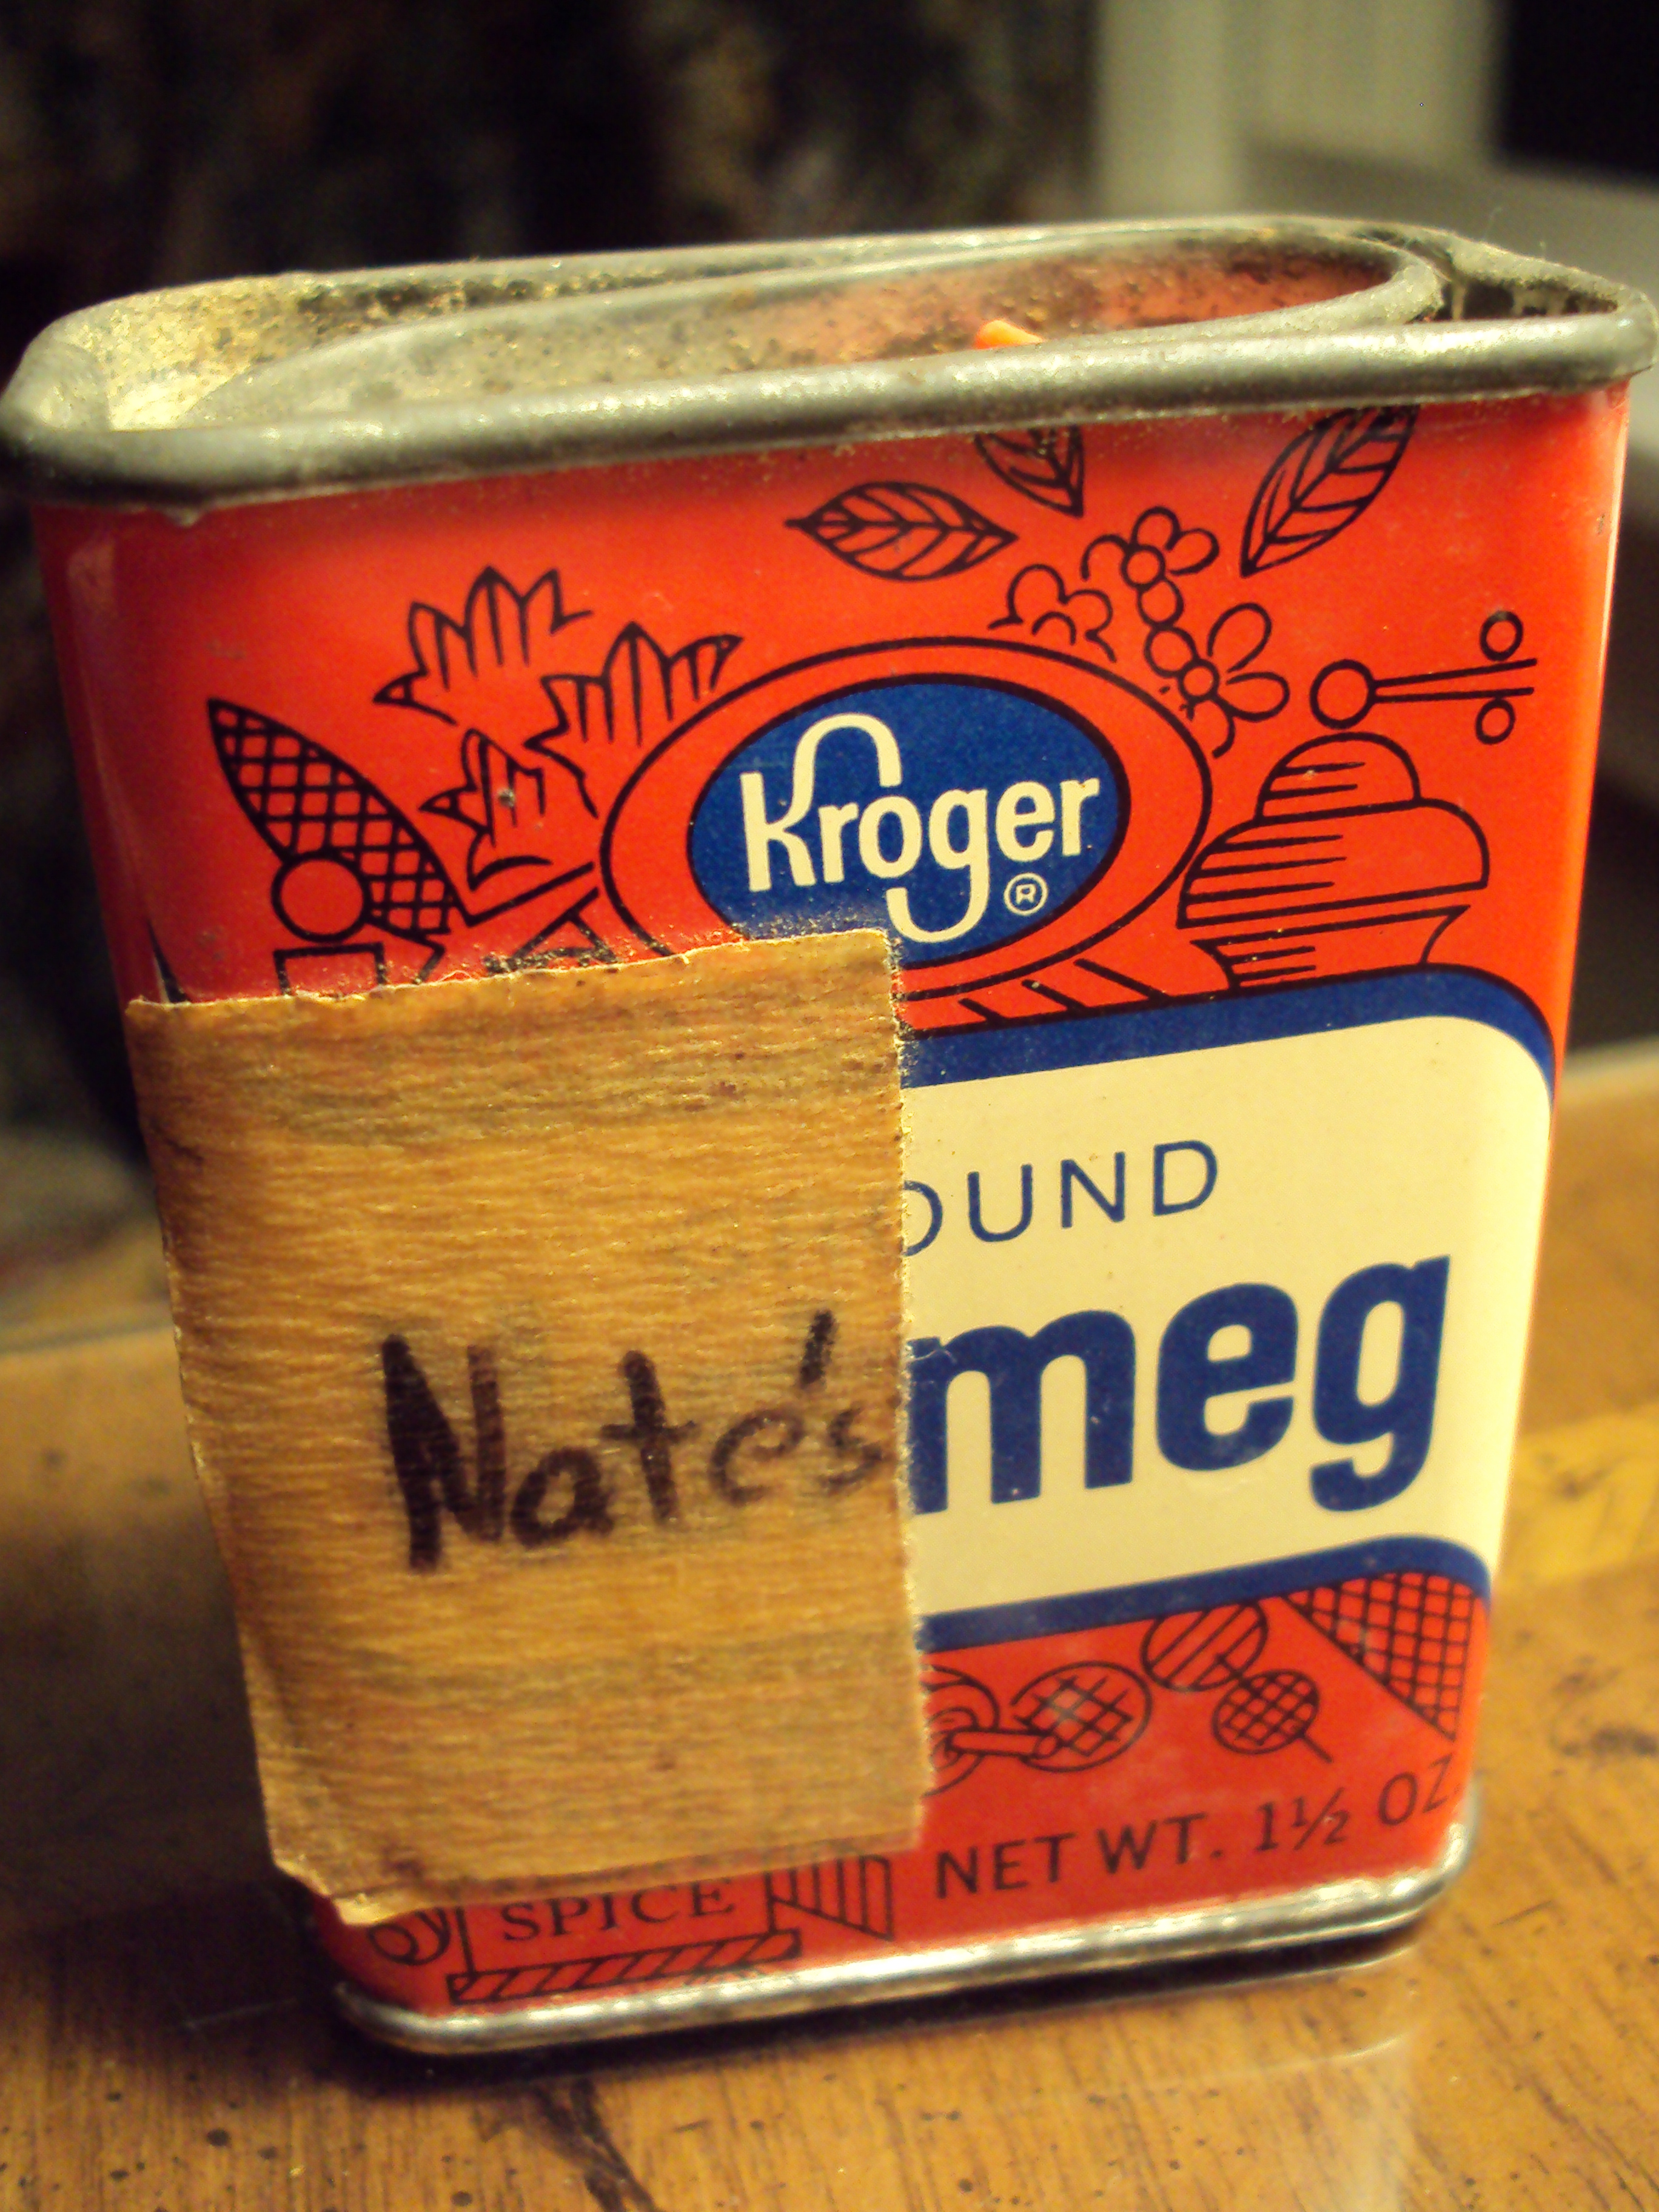 Kroger®
OUND
meg
Nate's
SPICE
NET WT. 1½ OZ.